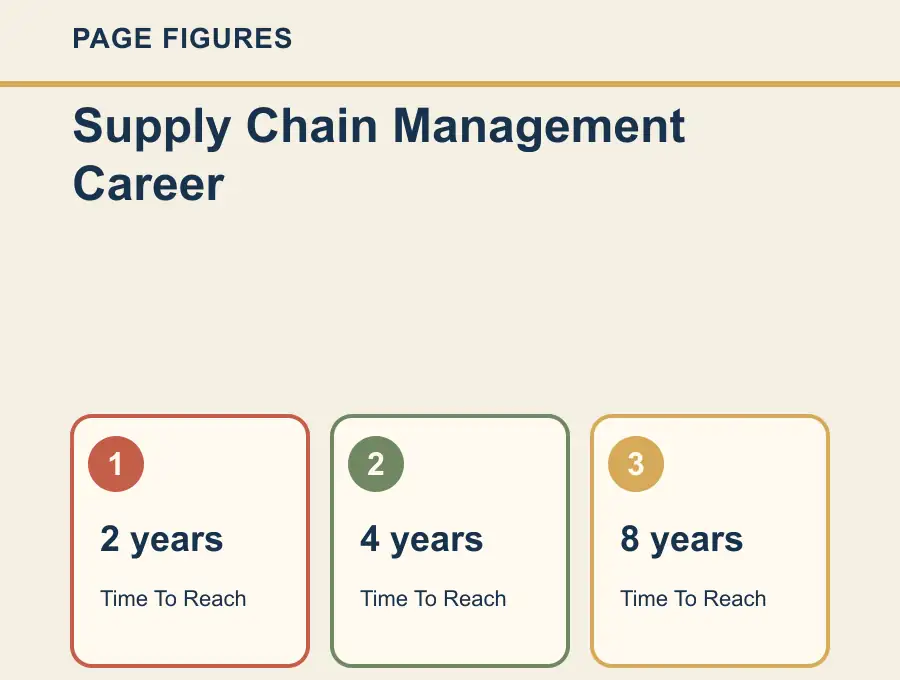 PAGE FIGURES
Supply Chain Management
Career
1
2 years
Time To Reach
2
4 years
Time To Reach
3
8 years
Time To Reach